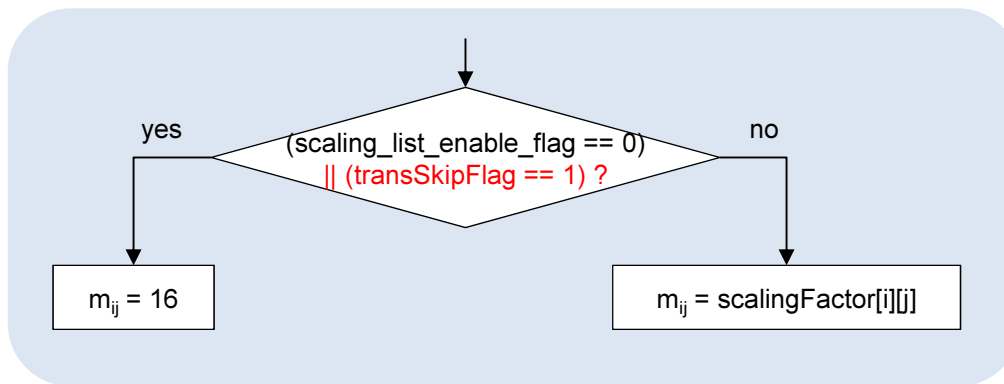 yes
(scaling_list_enable_flag == 0)
|| (transSkipFlag == 1) ?
no
mij = 16
mij = scalingFactor[i][j]